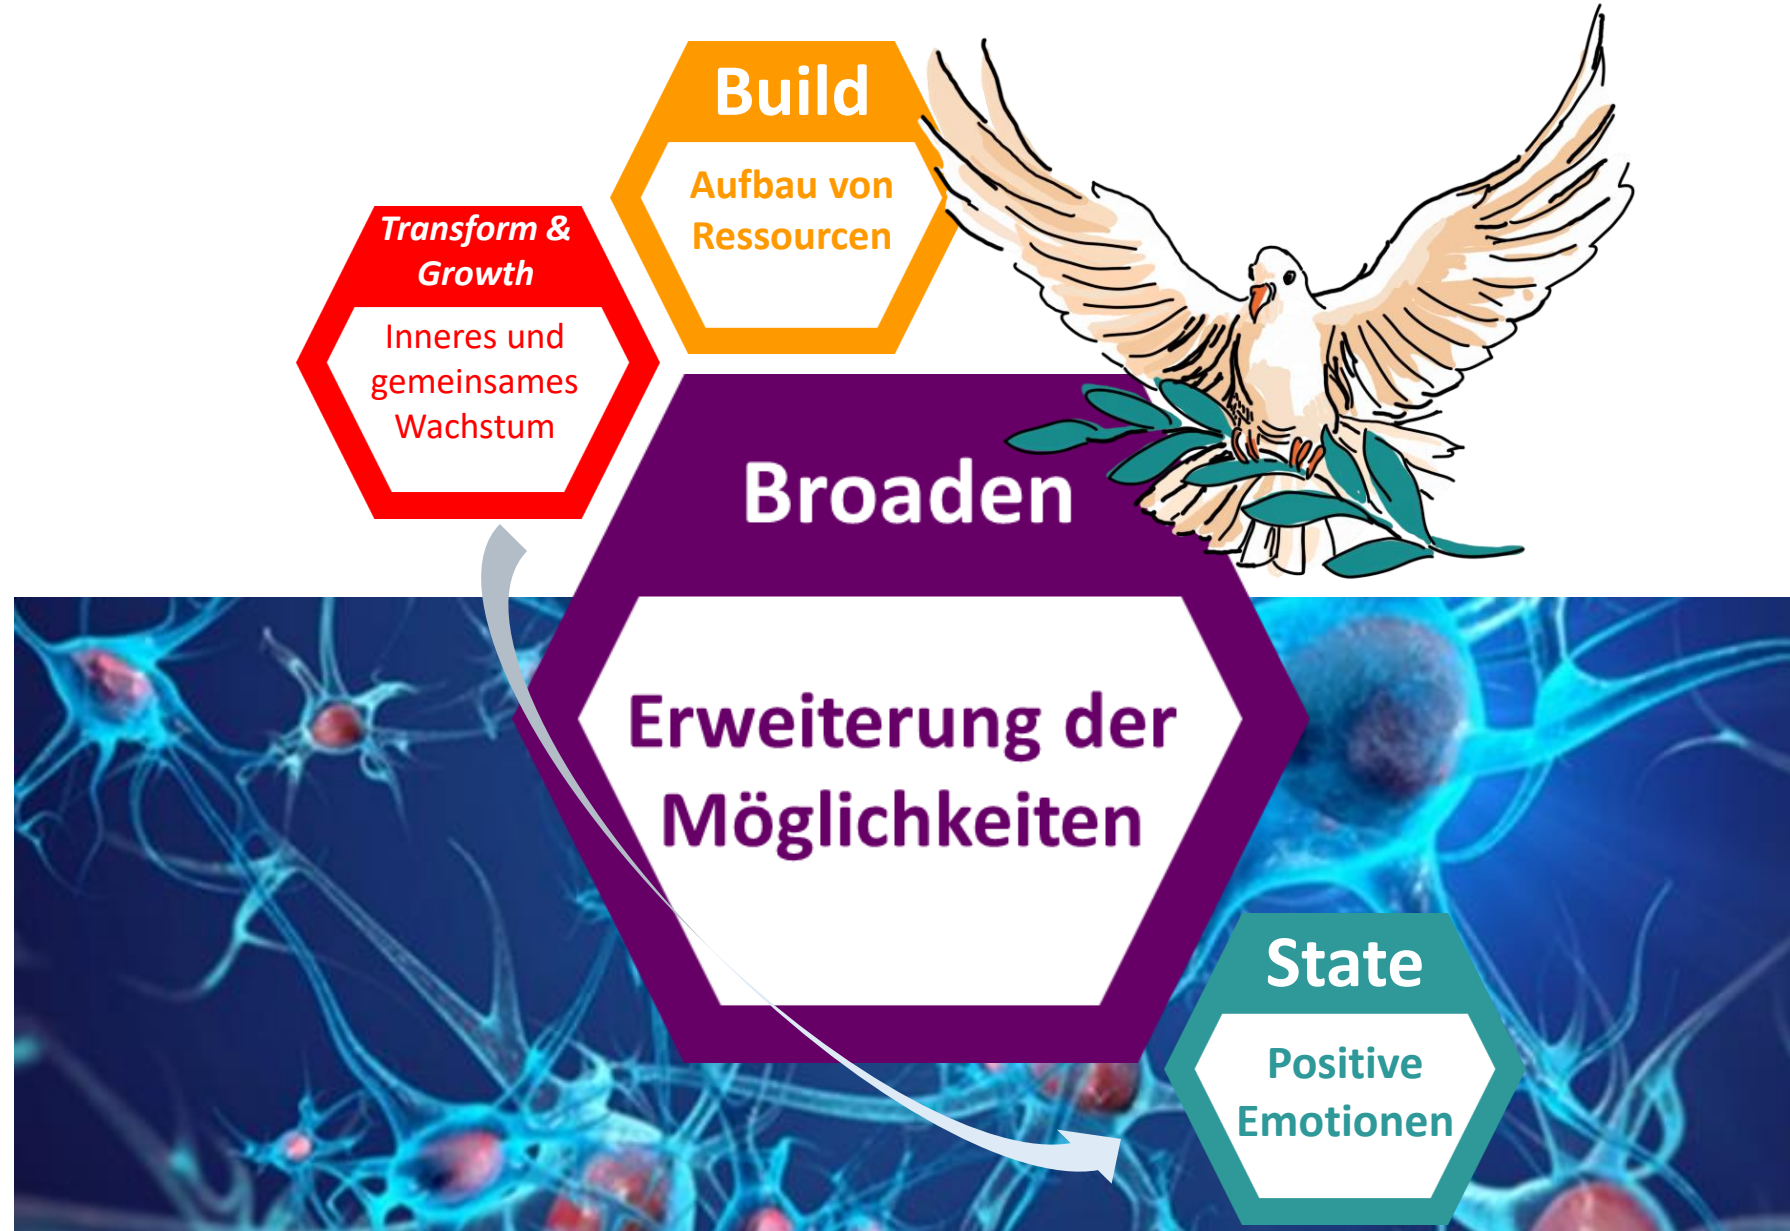 Build
Aufbau von
Ressourcen
Transform &
Growth
Inneres und
gemeinsames
Wachstum
Broaden
Erweiterung der
Möglichkeiten
State
Positive
Emotionen